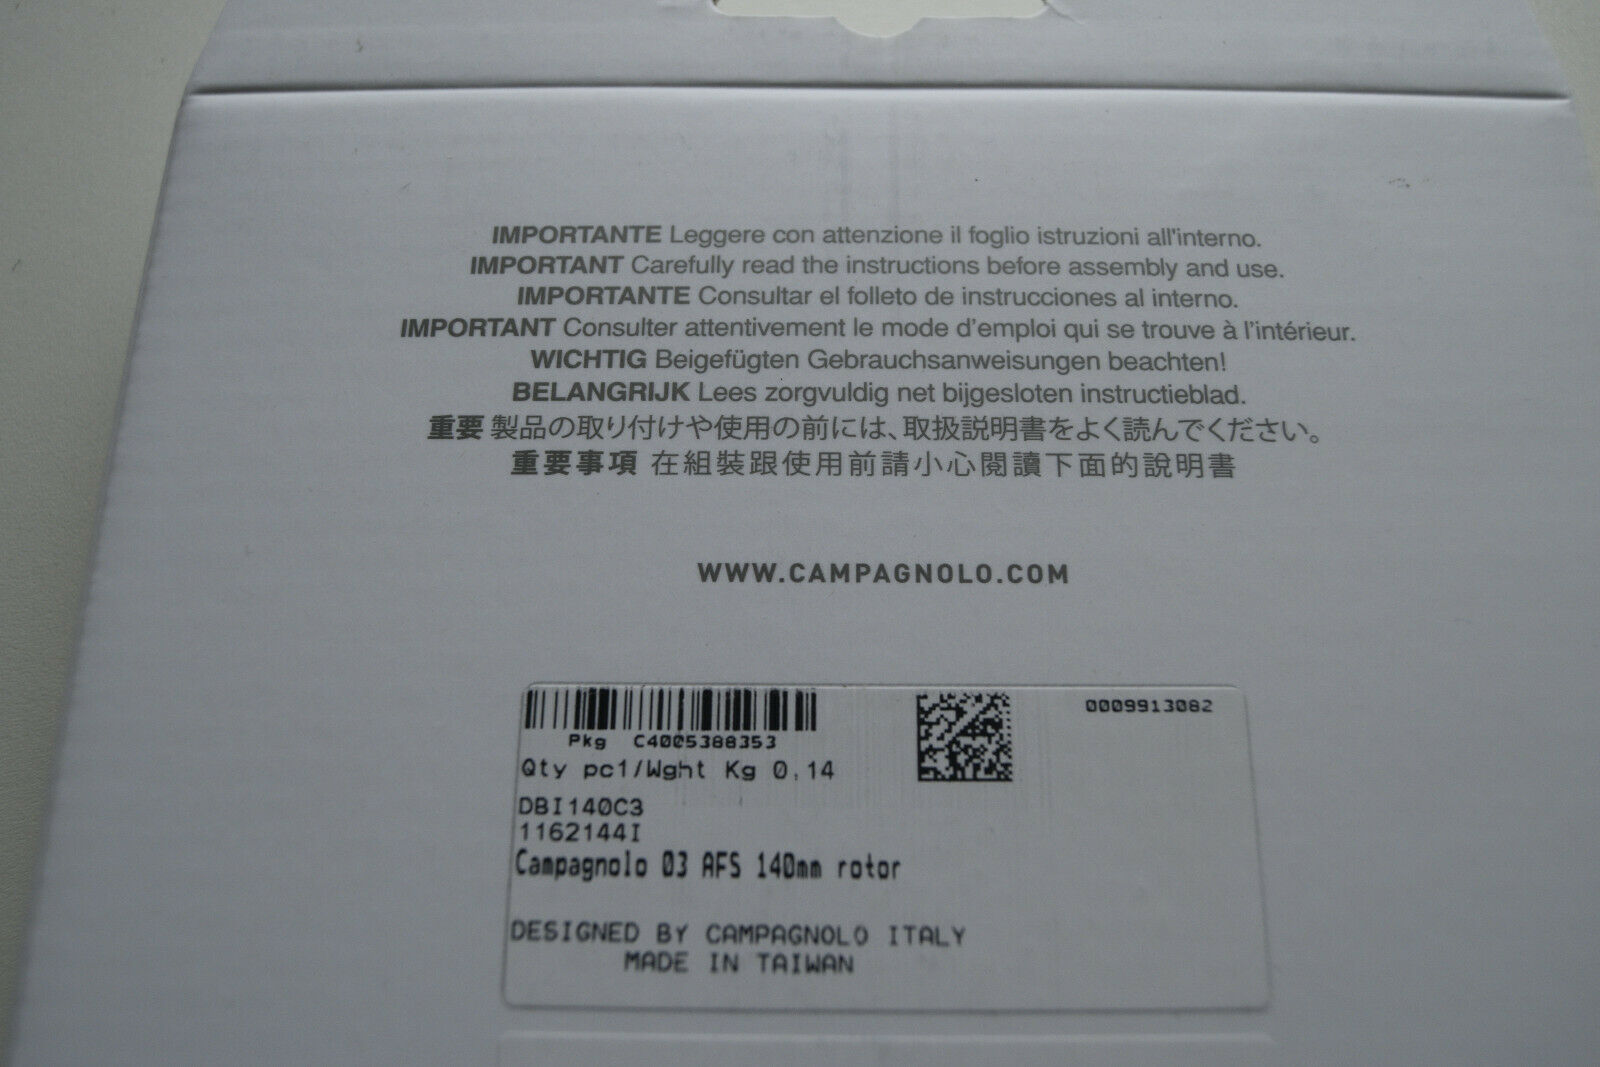 IMPORTANTE Leggere con attenzione il foglio istruzioni all'interno.
IMPORTANT Carefully read the instructions before assembly and use.
IMPORTANTE Consultar el folleto de instrucciones al interno.
IMPORTANT Consulter attentivement le mode d'emploi qui se trouve à l'intérieur.
WICHTIG Beigefügten Gebrauchsanweisungen beachten!
BELANGRIJK Lees zorgvuldig net bijgesloten instructieblad.
重要 製品の取り付けや使用の前には、取扱説明書をよく読んでください。
重要事項 在組裝跟使用前請小心閱讀下面的說明書
WWW.CAMPAGNOLO.COM
0009913082
Pkg C4005388353
Qty pc1/Wght Kg 0,14
DBI140C3
1162144I
Campagnolo 03 AFS 140mm rotor
DESIGNED BY CAMPAGNOLO ITALY
MADE IN TAIWAN